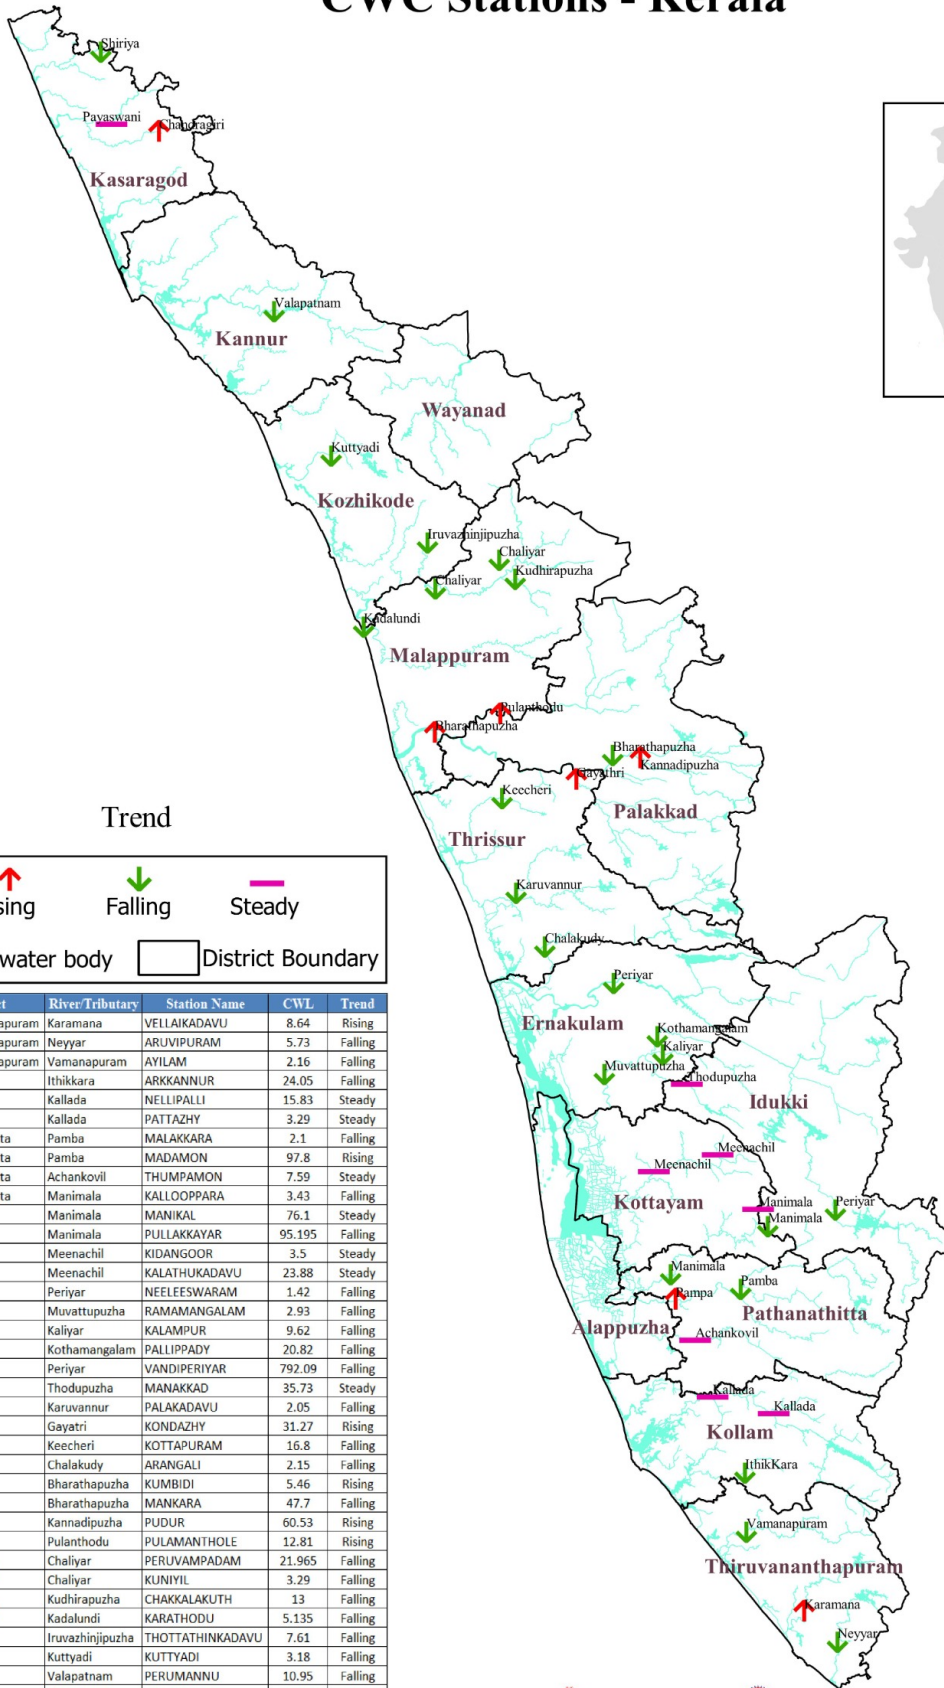 CWC Stations - Kerala
Shiriya
Payaswani
Chandragiri
Kasaragod
Valapatnam
Kannur
Wayanad
Kuttyadi
Kozhikode
Iruvazhinjipuzha
Chaliyar
Kudhirapuzha
Chaliyar
Kadalundi
Malappuram
Pulanthodu
Bharathapuzha
Bharathapuzha
Kannadipuzha
Gayathri
Keecheri
Palakkad
Thrissur
Karuvannur
Chalakudy
Periyar
Ernakulam
Kothamangalam
Kaliyar
Muvattupuzha
Thodupuzha
Idukki
Meenachil
Meenachil
Kottayam
Manimala
Periyar
Manimala
Manimala
Pamba
Pampa
Pathanathitta
Alappuzha
Achankovil
Kallada
Kallada
Kollam
IthikKara
Vamanapuram
Thiruvananthapuram
Karamana
Neyyar
Trend
sing Falling Steady
water body District Boundary
ct River/Tributary Station Name CWL Trend
apuram Karamana VELLAIKADAVU 8.64 Rising
apuram Neyyar ARUVIPURAM 5.73 Falling
apuram Vamanapuram AYILAM 2.16 Falling
Ithikkara ARKKANNUR 24.05 Falling
Kallada NELLIPALLI 15.83 Steady
Kallada PATTAZHY 3.29 Steady
ta Pamba MALAKKARA 2.1 Falling
ta Pamba MADAMON 97.8 Rising
ta Achankovil THUMPAMON 7.59 Steady
ta Manimala KALLOOPPARA 3.43 Falling
Manimala MANIKAL 76.1 Steady
Manimala PULLAKKAYAR 95.195 Falling
Meenachil KIDANGOOR 3.5 Steady
Meenachil KALATHUKADAVU 23.88 Steady
Periyar NEELEESWARAM 1.42 Falling
Muvattupuzha RAMAMANGALAM 2.93 Falling
Kaliyar KALAMPUR 9.62 Falling
Kothamangalam PALLIPPADY 20.82 Falling
Periyar VANDIPERIYAR 792.09 Falling
Thodupuzha MANAKKAD 35.73 Steady
Karuvannur PALAKADAVU 2.05 Falling
Gayatri KONDAZHY 31.27 Rising
Keecheri KOTTAPURAM 16.8 Falling
Chalakudy ARANGALI 2.15 Falling
Bharathapuzha KUMBIDI 5.46 Rising
Bharathapuzha MANKARA 47.7 Falling
Kannadipuzha PUDUR 60.53 Rising
Pulanthodu PULAMANTHOLE 12.81 Rising
Chaliyar PERUVAMPADAM 21.965 Falling
Chaliyar KUNIYIL 3.29 Falling
Kudhirapuzha CHAKKALAKUTH 13 Falling
Kadalundi KARATHODU 5.135 Falling
Iruvazhinjipuzha THOTTATHINKADAVU 7.61 Falling
Kuttyadi KUTTYADI 3.18 Falling
Valapatnam PERUMANNU 10.95 Falling